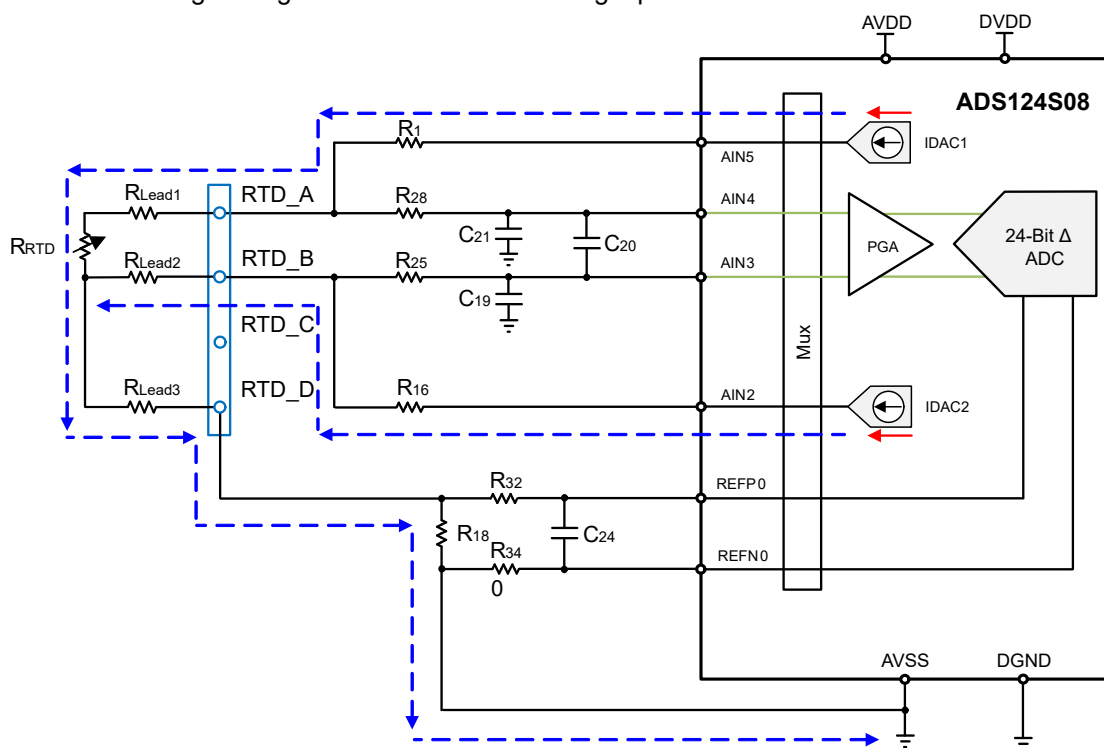 AVDD
DVDD
ADS124S08
R1
IDAC1
AIN5
RLead1
RTD_A
R28
AIN4
C21
C20
RRTD
PGA
24-Bit Δ
ADC
RLead2
RTD_B
R25
AIN3
C19
RTD_C
Mux
RLead3
RTD_D
R16
AIN2
IDAC2
R32
REFP0
R18
C24
R34
0
REFN0
AVSS
DGND